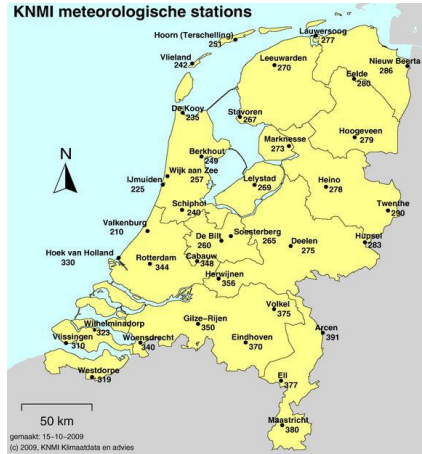 KNMI meteorologische stations
Hoorn (Terschelling)
251
Lauwersoog
277
Vlieland
242
Leeuwarden
270
Nieuw Beerta
286
Eelde
280
De Kooy
235
Stavoren
267
Hoogeveen
279
Marknesse
273
Berkhout
249
N
Wijk aan Zee
257
IJmuiden
225
Lelystad
269
Heino
278
Schiphol
240
Twenthe
290
Valkenburg
210
De Bilt
260
Soesterberg
265
Hupsel
283
Deelen
275
Hoek van Holland
330
Rotterdam
344
Cabauw
348
Herwijnen
356
Volkel
375
Wilhelminadorp
323
Gilze-Rijen
350
Arcen
391
Vlissingen
310
Woensdrecht
340
Eindhoven
370
Westdorpe
319
Ell
377
50 km
Maastricht
380
gemaakt: 15-10-2009
(c) 2009, KNMI Klimaatdata en advies